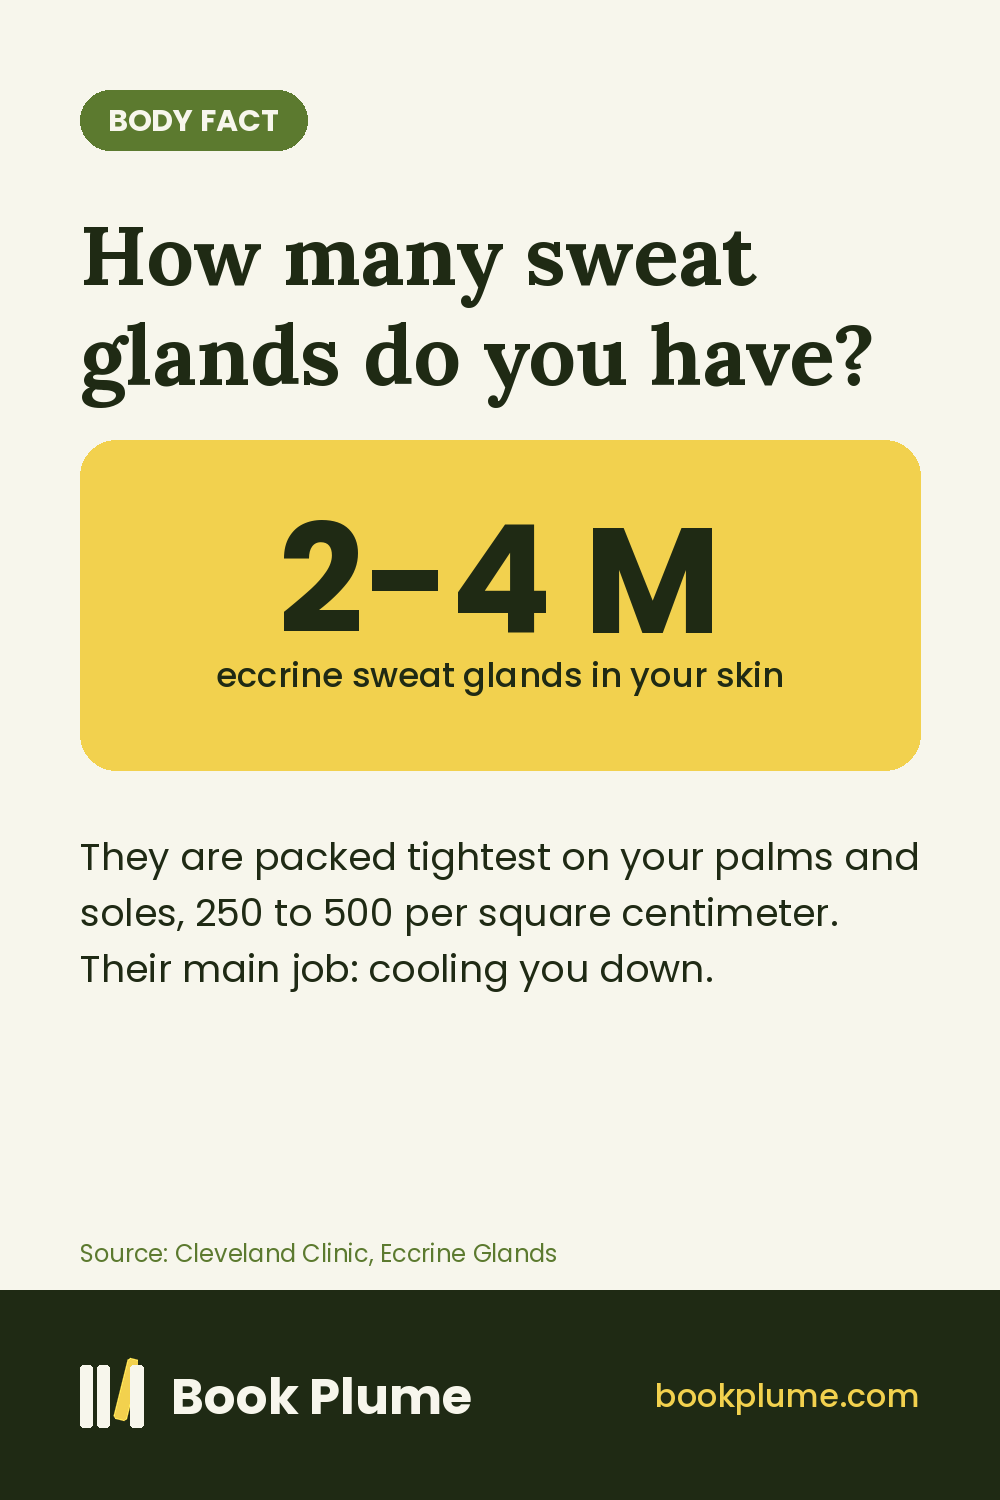 BODY FACT
How many sweat
glands do you have?
2–4 M
eccrine sweat glands in your skin
They are packed tightest on your palms and
soles, 250 to 500 per square centimeter.
Their main job: cooling you down.
Source: Cleveland Clinic, Eccrine Glands
Book Plume
bookplume.com